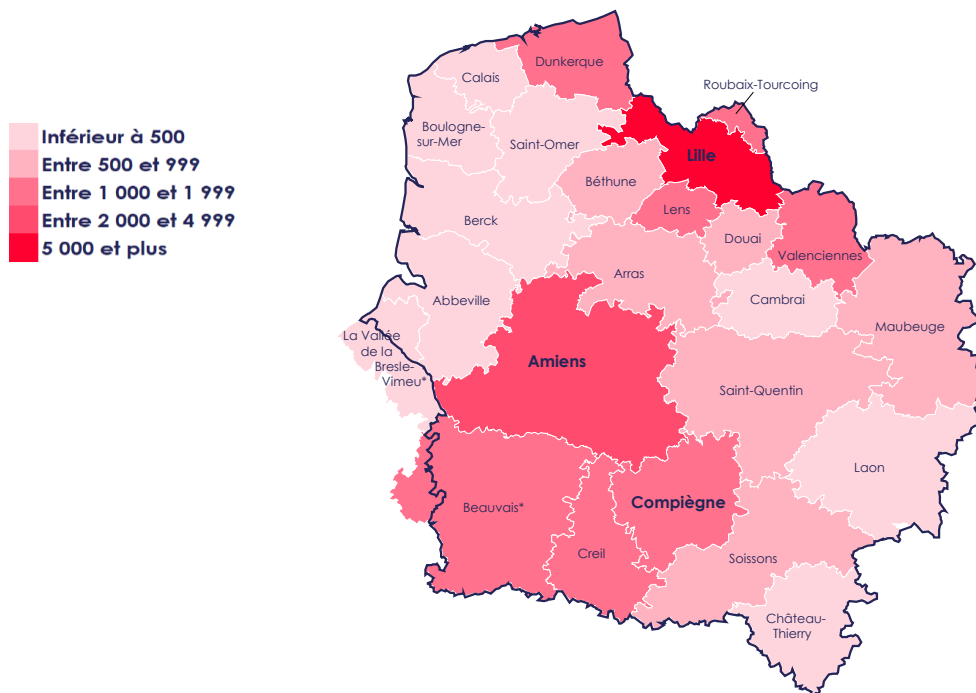 Inférieur à 500
Entre 500 et 999
Entre 1 000 et 1 999
Entre 2 000 et 4 999
5 000 et plus
Dunkerque
Calais
Roubaix-Tourcoing
Boulogne-
sur-Mer
Saint-Omer
Lille
Béthune
Lens
Berck
Douai
Valenciennes
Arras
Cambrai
Abbeville
Maubeuge
La Vallée
de la
Bresle-
Vimeu*
Amiens
Saint-Quentin
Laon
Beauvais*
Compiègne
Creil
Soissons
Château-
Thierry